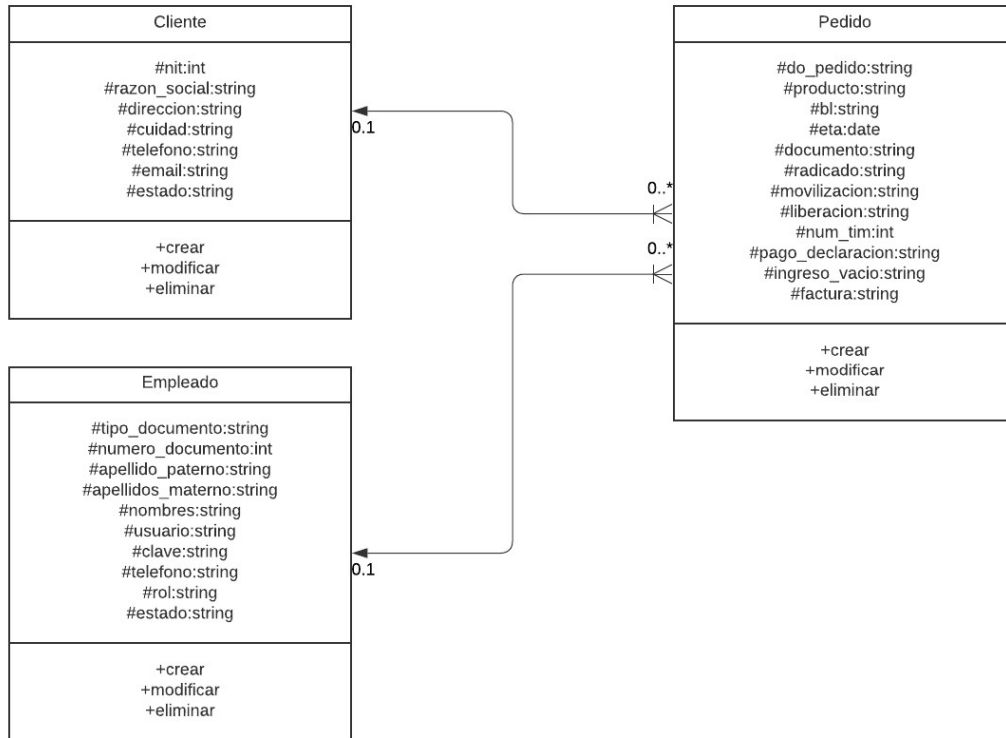 Cliente
#nit:int
#razon_social:string
#direccion:string
#cuidad:string
#telefono:string
#email:string
#estado:string
+crear
+modificar
+eliminar
0.1
Pedido
#do_pedido:string
#producto:string
#bl:string
#eta:date
#documento:string
#radicado:string
#movilizacion:string
#liberacion:string
#num_tim:int
#pago_declaracion:string
#ingreso_vacio:string
#factura:string
+crear
+modificar
+eliminar
0..*
0..*
Empleado
#tipo_documento:string
#numero_documento:int
#apellido_paterno:string
#apellidos_materno:string
#nombres:string
#usuario:string
#clave:string
#telefono:string
#rol:string
#estado:string
+crear
+modificar
+eliminar
0.1